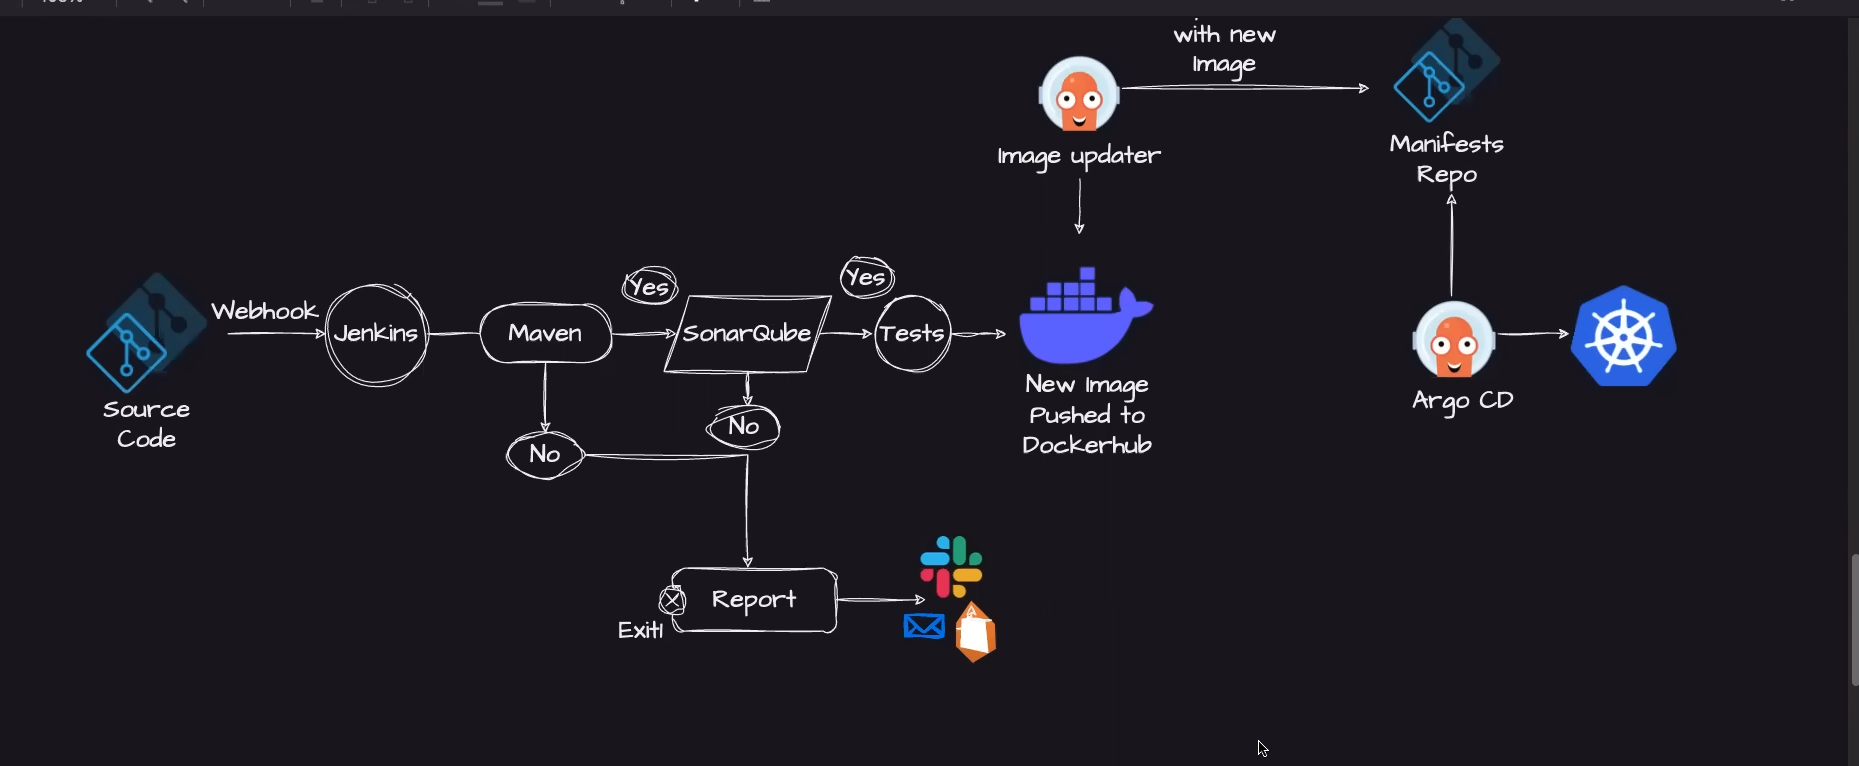 with new
Image
Image updater
Manifests
Repo
Webhook
Jenkins
Maven
Yes
SonarQube
Yes
Tests
Source
Code
No
No
New Image
Pushed to
Dockerhub
Argo CD
Report
Exit!